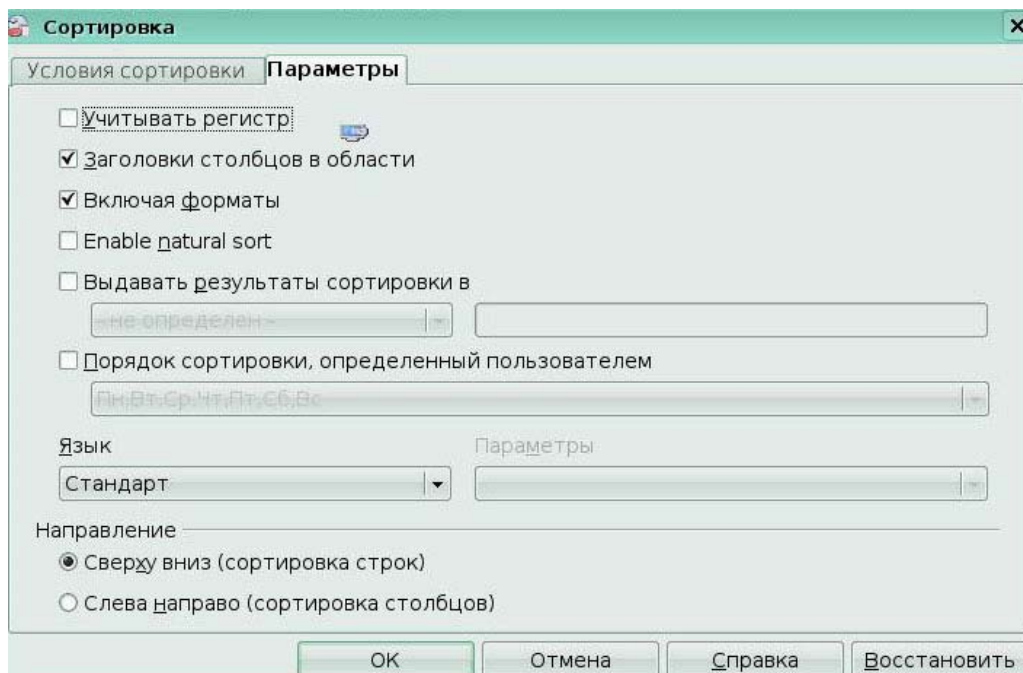 Сортировка
Условия сортировки Параметры
Учитывать регистр
Заголовки столбцов в области
Включая форматы
Enable natural sort
Выдавать результаты сортировки в
- не определен -
Порядок сортировки, определенный пользователем
Пн,Вт,Ср,Чт,Пт,Сб,Вс
Язык Параметры
Стандарт
Направление
Сверху вниз (сортировка строк)
Слева направо (сортировка столбцов)
ОК Отмена Справка Восстановить